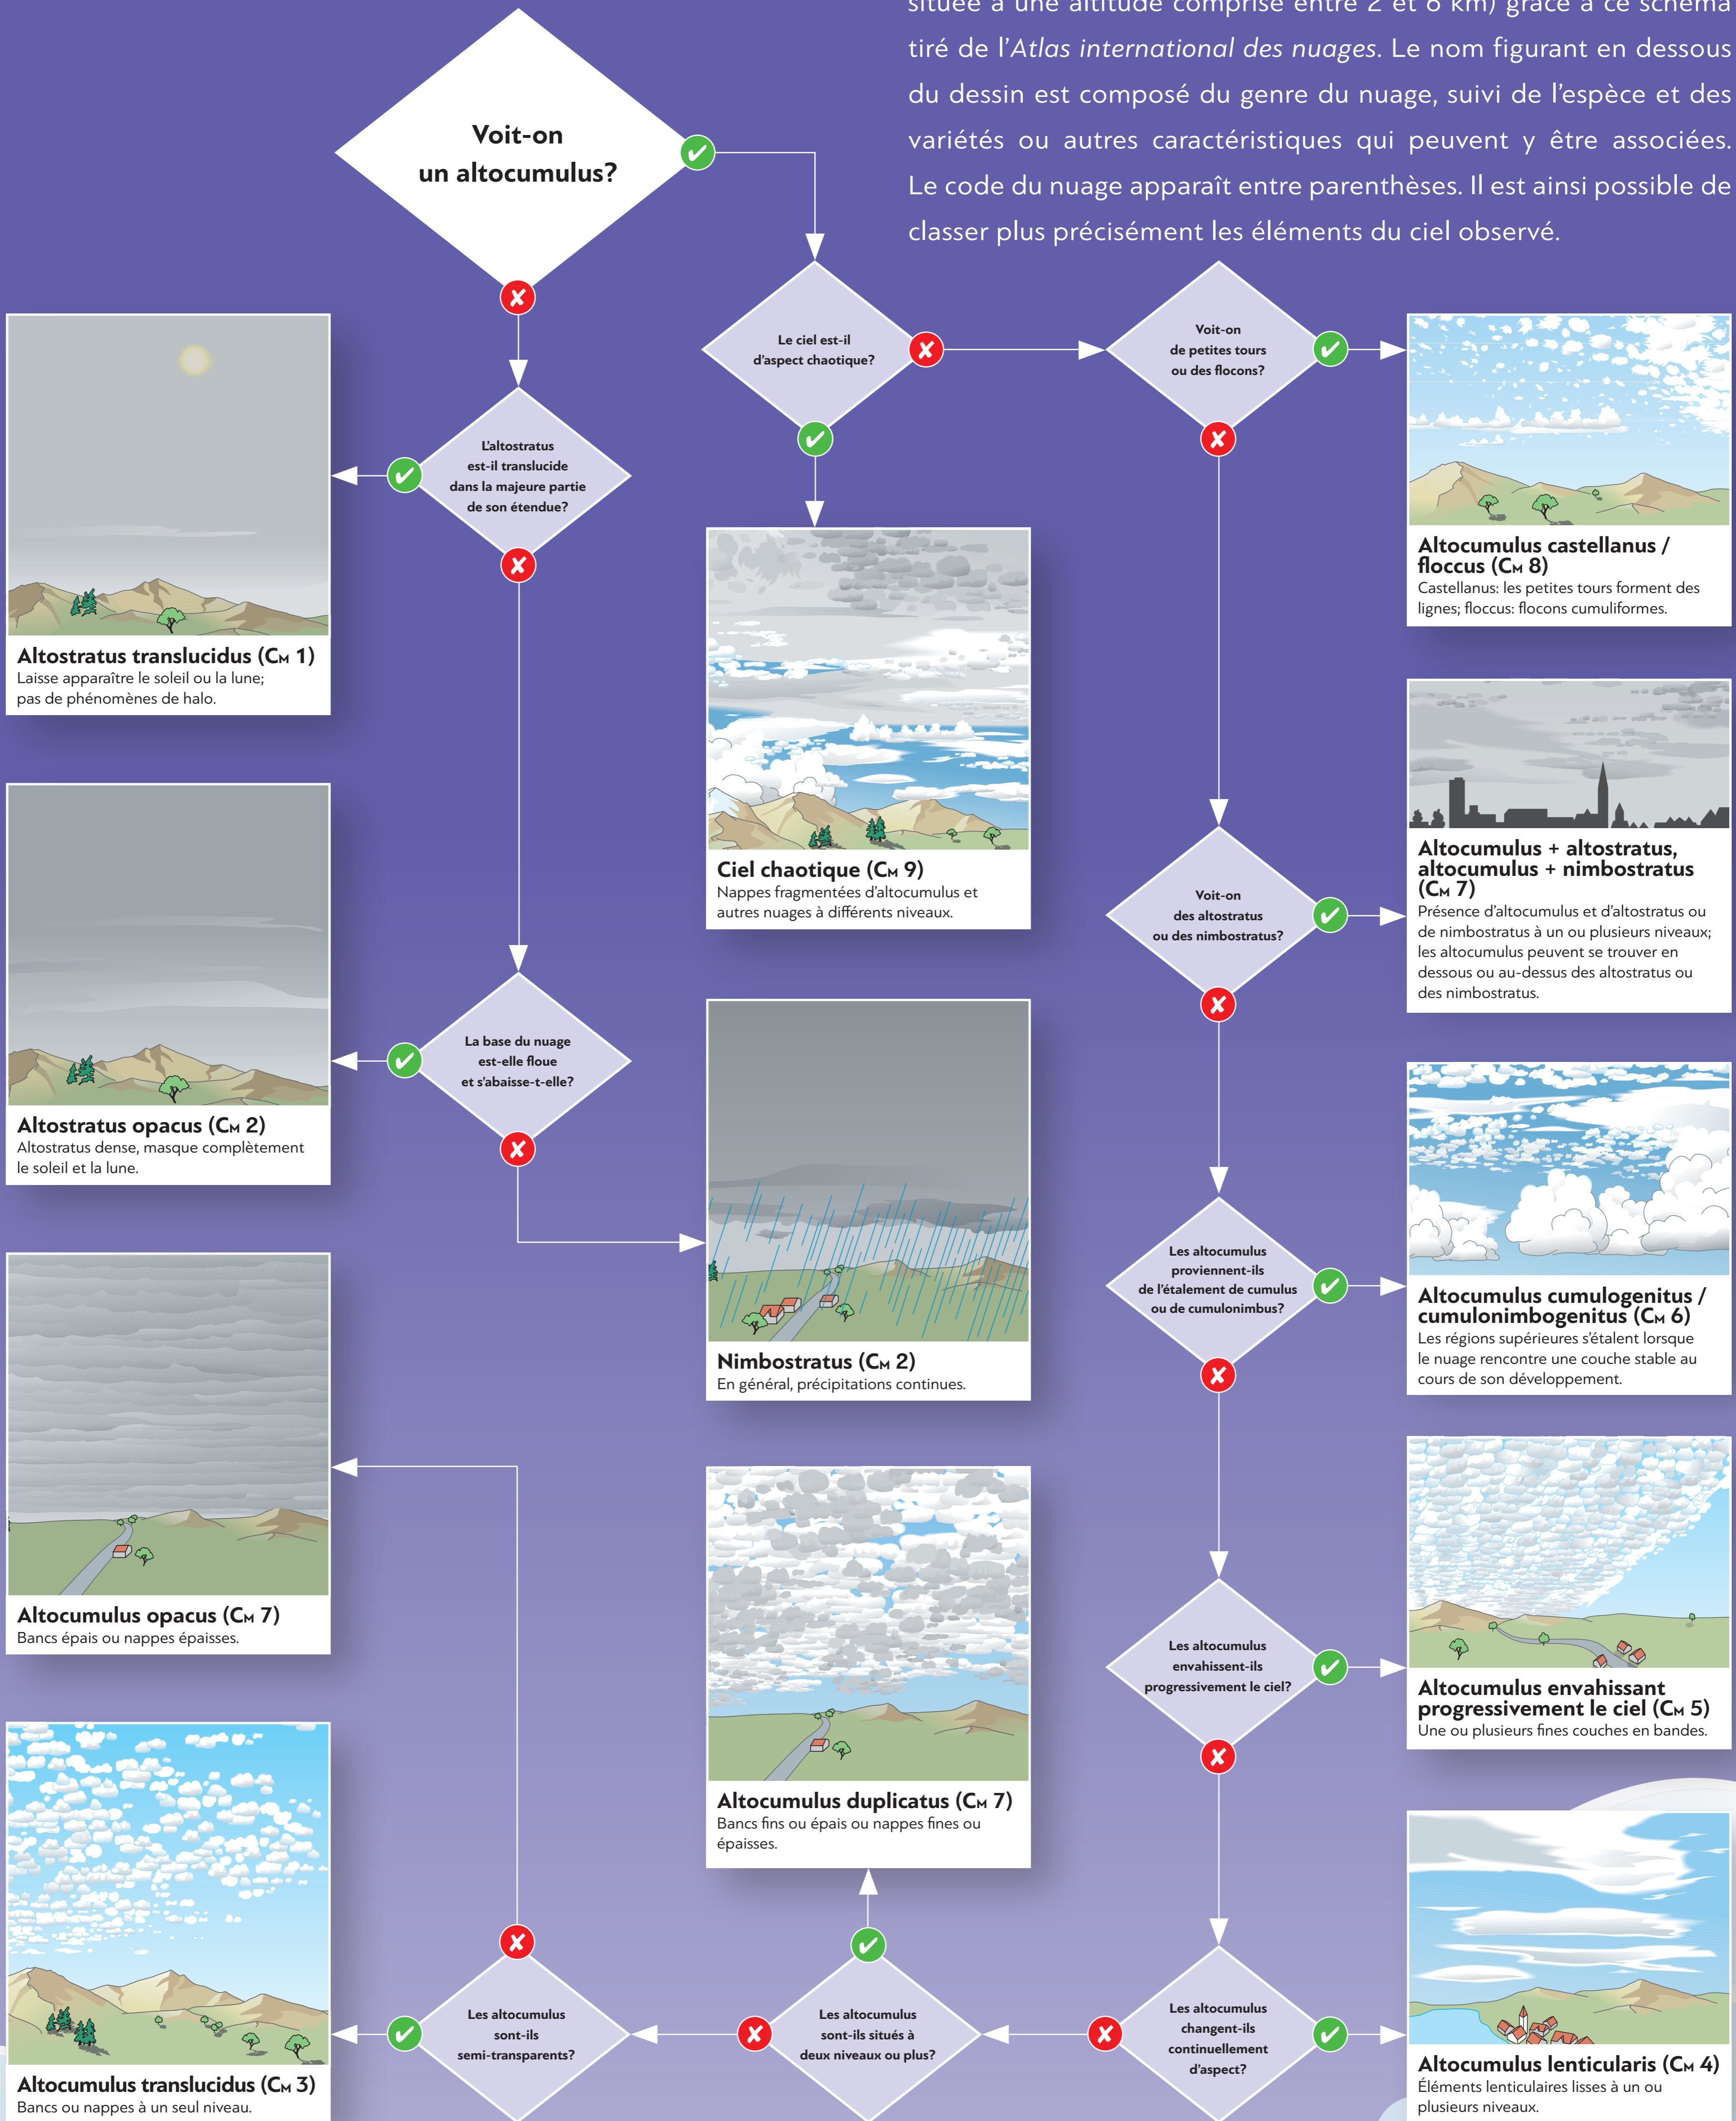 située à une altitude comprise entre 2 et 6 km) grâce à ce schéma
tiré de l'Atlas international des nuages. Le nom figurant en dessous
du dessin est composé du genre du nuage, suivi de l'espèce et des
variétés ou autres caractéristiques qui peuvent y être associées.
Le code du nuage apparaît entre parenthèses. Il est ainsi possible de
classer plus précisément les éléments du ciel observé.
Voit-on
un altocumulus?
Le ciel est-il
d'aspect chaotique?
Voit-on
de petites tours
ou des flocons?
L'altostratus
est-il translucide
dans la majeure partie
de son étendue?
Altocumulus castellanus /
floccus (CM 8)
Castellanus: les petites tours forment des
lignes; floccus: flocons cumuliformes.
Altostratus translucidus (CM 1)
Laisse apparaître le soleil ou la lune;
pas de phénomènes de halo.
Ciel chaotique (CM 9)
Nappes fragmentées d'altocumulus et
autres nuages à différents niveaux.
Voit-on
des altostratus
ou des nimbostratus?
Altocumulus + altostratus,
altocumulus + nimbostratus
(CM 7)
Présence d'altocumulus et d'altostratus ou
de nimbostratus à un ou plusieurs niveaux;
les altocumulus peuvent se trouver en
dessous ou au-dessus des altostratus ou
des nimbostratus.
La base du nuage
est-elle floue
et s'abaisse-t-elle?
Altostratus opacus (CM 2)
Altostratus dense, masque complètement
le soleil et la lune.
Nimbostratus (CM 2)
En général, précipitations continues.
Les altocumulus
proviennent-ils
de l'étalement de cumulus
ou de cumulonimbus?
Altocumulus cumulogenitus /
cumulonimbogenitus (CM 6)
Les régions supérieures s'étalent lorsque
le nuage rencontre une couche stable au
cours de son développement.
Altocumulus opacus (CM 7)
Bancs épais ou nappes épaisses.
Les altocumulus
envahissent-ils
progressivement le ciel?
Altocumulus envahissant
progressivement le ciel (CM 5)
Une ou plusieurs fines couches en bandes.
Altocumulus duplicatus (CM 7)
Bancs fins ou épais ou nappes fines ou
épaisses.
Les altocumulus
sont-ils
semi-transparents?
Les altocumulus
sont-ils situés à
deux niveaux ou plus?
Les altocumulus
changent-ils
continuellement
d'aspect?
Altocumulus translucidus (CM 3)
Bancs ou nappes à un seul niveau.
Altocumulus lenticularis (CM 4)
Éléments lenticulaires lisses à un ou
plusieurs niveaux.